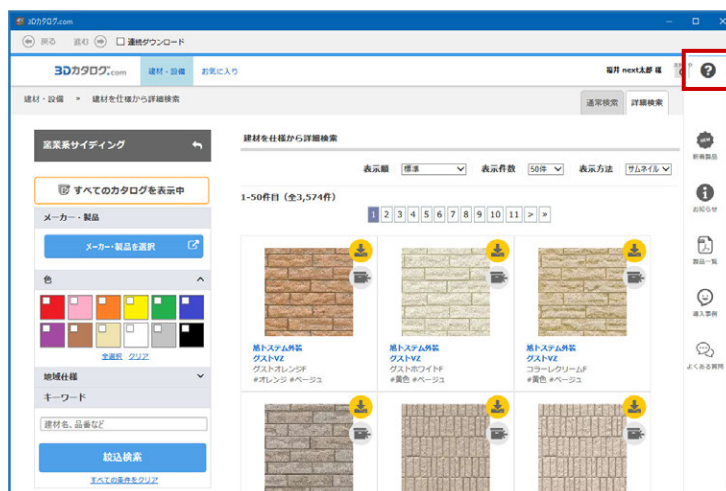 3Dカタログ.com
戻る 進む 連続ダウンロード
3Dカタログ.com 建材・設備 お気に入り 福井 next太郎 様
建材・設備 > 建材を仕様から詳細検索 通常検索 詳細検索
窯業系サイディング
すべてのカタログを表示中
メーカー・製品
メーカー・製品を選択
色
全選択 クリア
地域仕様
キーワード
建材名、品番など
絞込検索
すべての条件をクリア
建材を仕様から詳細検索
表示順 標準 表示件数 50件 表示方法 サムネイル
1-50件目（全3,574件）
1 2 3 4 5 6 7 8 9 10 11 > »
旭トステム外装 旭トステム外装 旭トステム外装
グストVZ グストVZ グストVZ
グストオレンジF グストホワイトF コラーレクリームF
#オレンジ #ベージュ #黄色 #ベージュ #黄色 #ベージュ
?
NEW
新着製品
お知らせ
製品一覧
導入事例
よくある質問